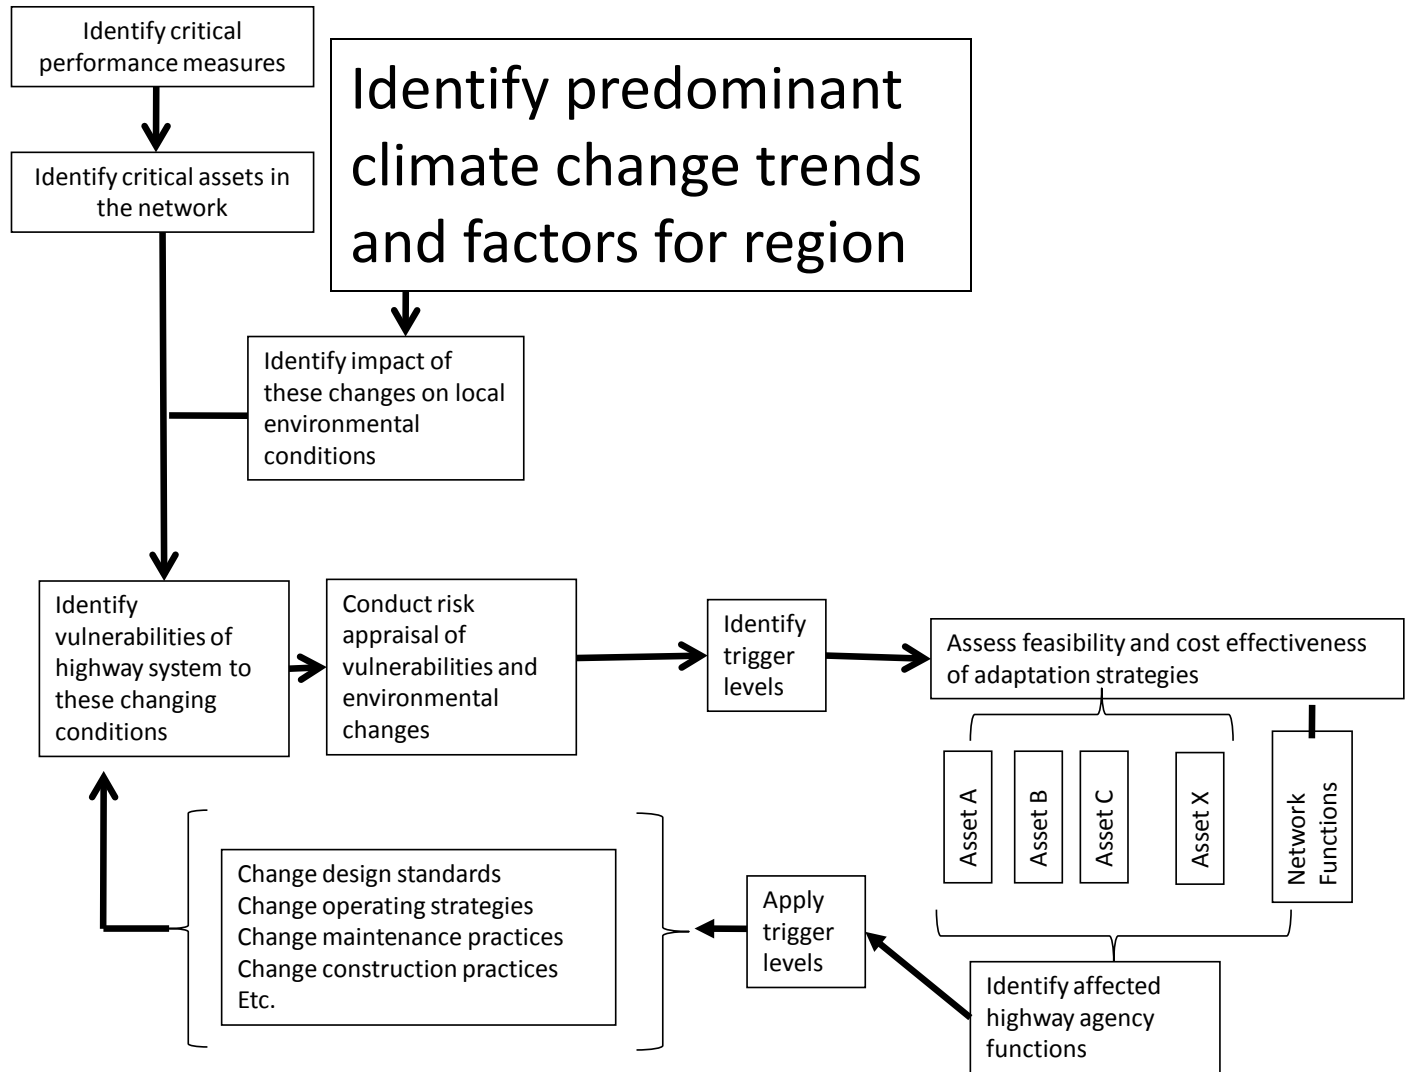 Identify critical
performance measures
Identify predominant
climate change trends
and factors for region
Identify critical assets in
the network
Identify impact of
these changes on local
environmental
conditions
Identify
vulnerabilities of
highway system to
these changing
conditions
Conduct risk
appraisal of
vulnerabilities and
environmental
changes
Identify
trigger
levels
Assess feasibility and cost effectiveness
of adaptation strategies
Asset A
Asset B
Asset C
Asset X
Network
Functions
Identify affected
highway agency
functions
Apply
trigger
levels
Change design standards
Change operating strategies
Change maintenance practices
Change construction practices
Etc.